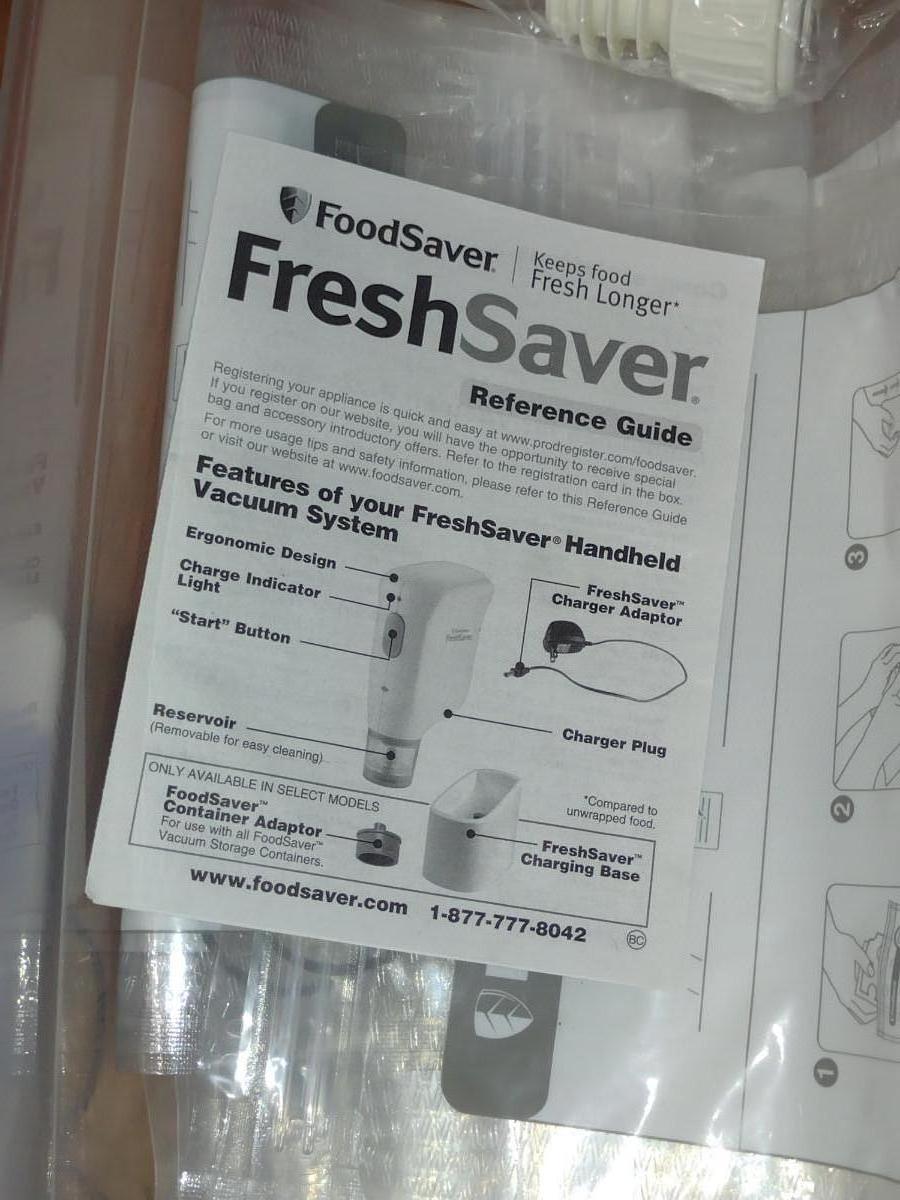 FoodSaver®
Keeps food
Fresh Longer*
FreshSaver®
Reference Guide
Registering your appliance is quick and easy at www.prodregister.com/foodsaver.
If you register on our website, you will have the opportunity to receive special
bag and accessory introductory offers. Refer to the registration card in the box.
For more usage tips and safety information, please refer to this Reference Guide
or visit our website at www.foodsaver.com.
Features of your FreshSaver® Handheld
Vacuum System
Ergonomic Design
Charge Indicator
Light
"Start" Button
FreshSaver™
Charger Adaptor
Reservoir
(Removable for easy cleaning)
Charger Plug
ONLY AVAILABLE IN SELECT MODELS
FoodSaver™
Container Adaptor
For use with all FoodSaver™
Vacuum Storage Containers.
*Compared to
unwrapped food.
FreshSaver™
Charging Base
www.foodsaver.com 1-877-777-8042
BC
3
2
1